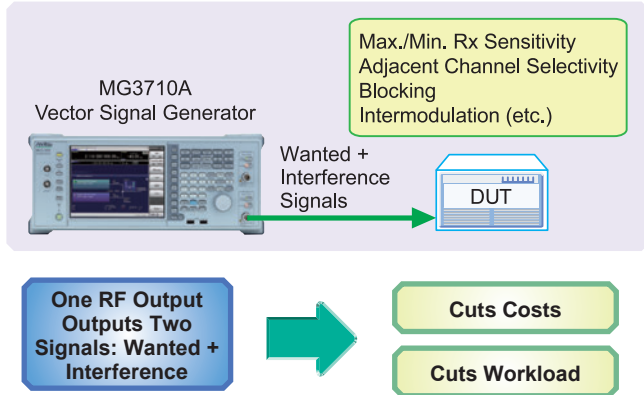 Max./Min. Rx Sensitivity
Adjacent Channel Selectivity
Blocking
Intermodulation (etc.)
MG3710A
Vector Signal Generator
Wanted +
Interference
Signals
DUT
One RF Output
Outputs Two
Signals: Wanted +
Interference
Cuts Costs
Cuts Workload